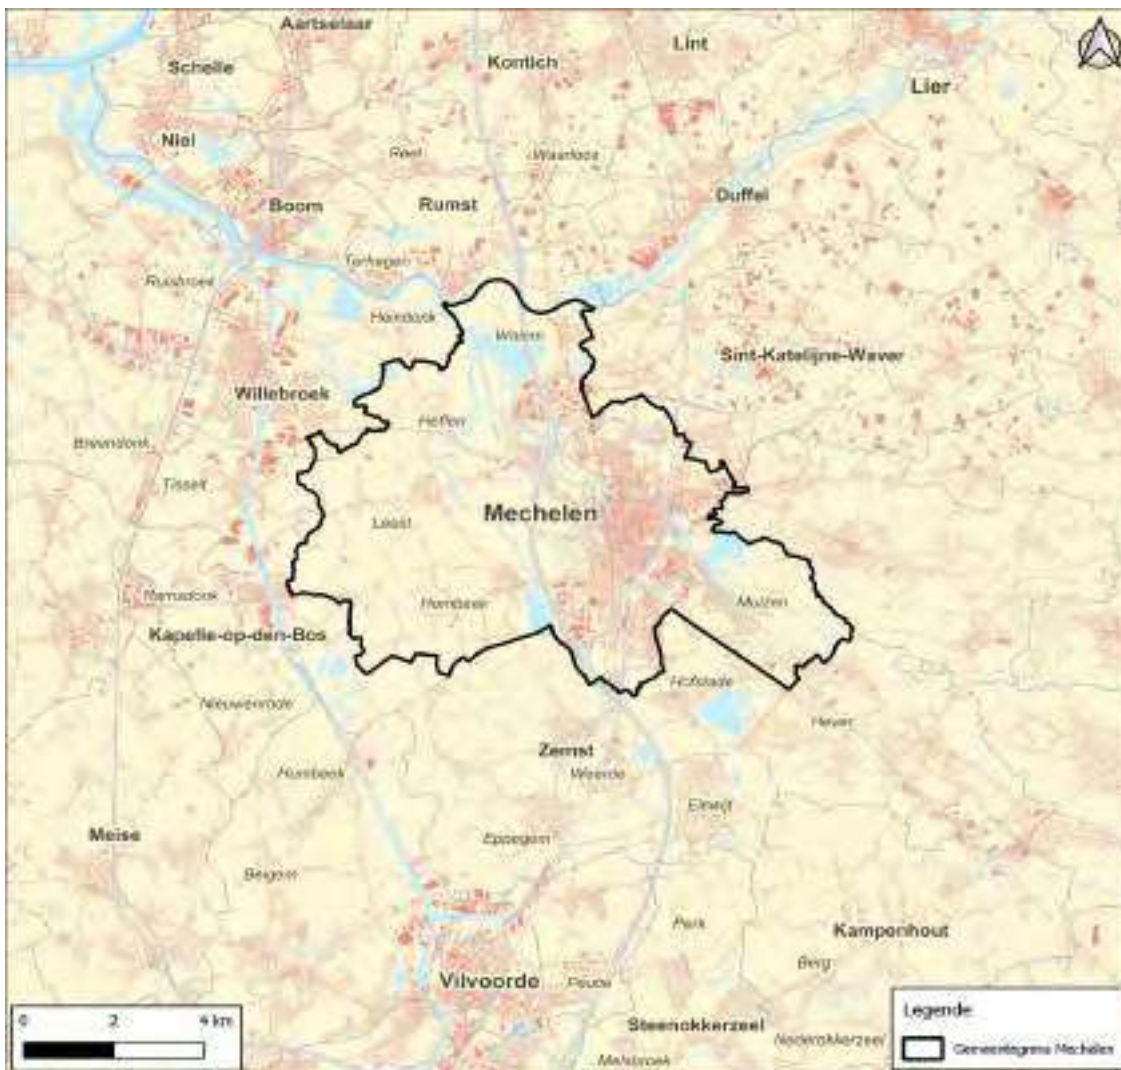 Aartselaar
Lint
Kontich
Schelle
Lier
Niel
Reet
Waarloos
Duffel
Boom
Rumst
Terhagen
Ruisbroek
Heindonk
Walem
Sint-Katelijne-Waver
Willebroek
Heffen
Breendonk
Tisselt
Mechelen
Leest
Ramsdonk
Hombeek
Muizen
Kapelle-op-den-Bos
Hofstade
Nieuwenrode
Hever
Zemst
Weerde
Humbeek
Elewijt
Meise
Eppegem
Beigem
Perk
Kampenhout
Berg
Vilvoorde
Peutie
Steenokkerzeel
Nederokkerzeel
Melsbroek
0 2 4 km
Legende
Gemeentegrens Mechelen